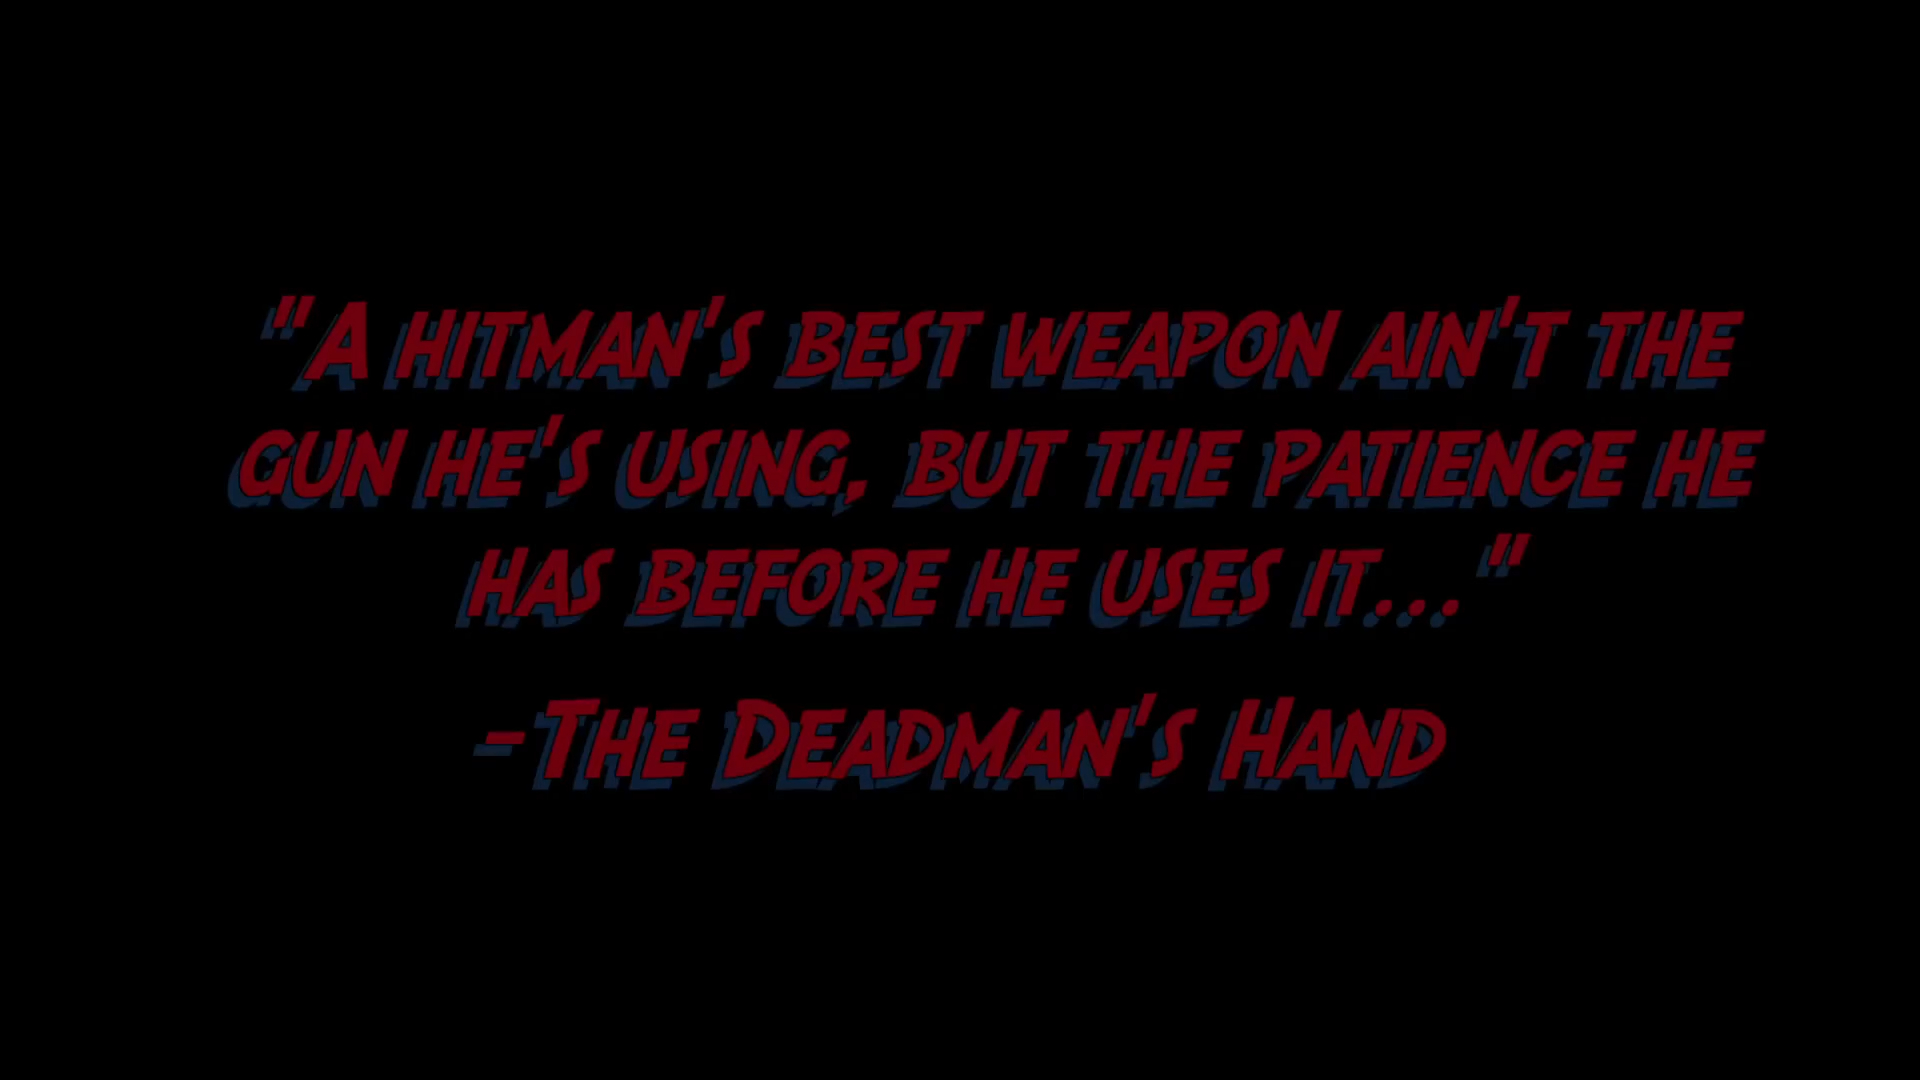 "A HITMAN'S BEST WEAPON AIN'T THE
GUN HE'S USING, BUT THE PATIENCE HE
HAS BEFORE HE USES IT..."
-THE DEADMAN'S HAND